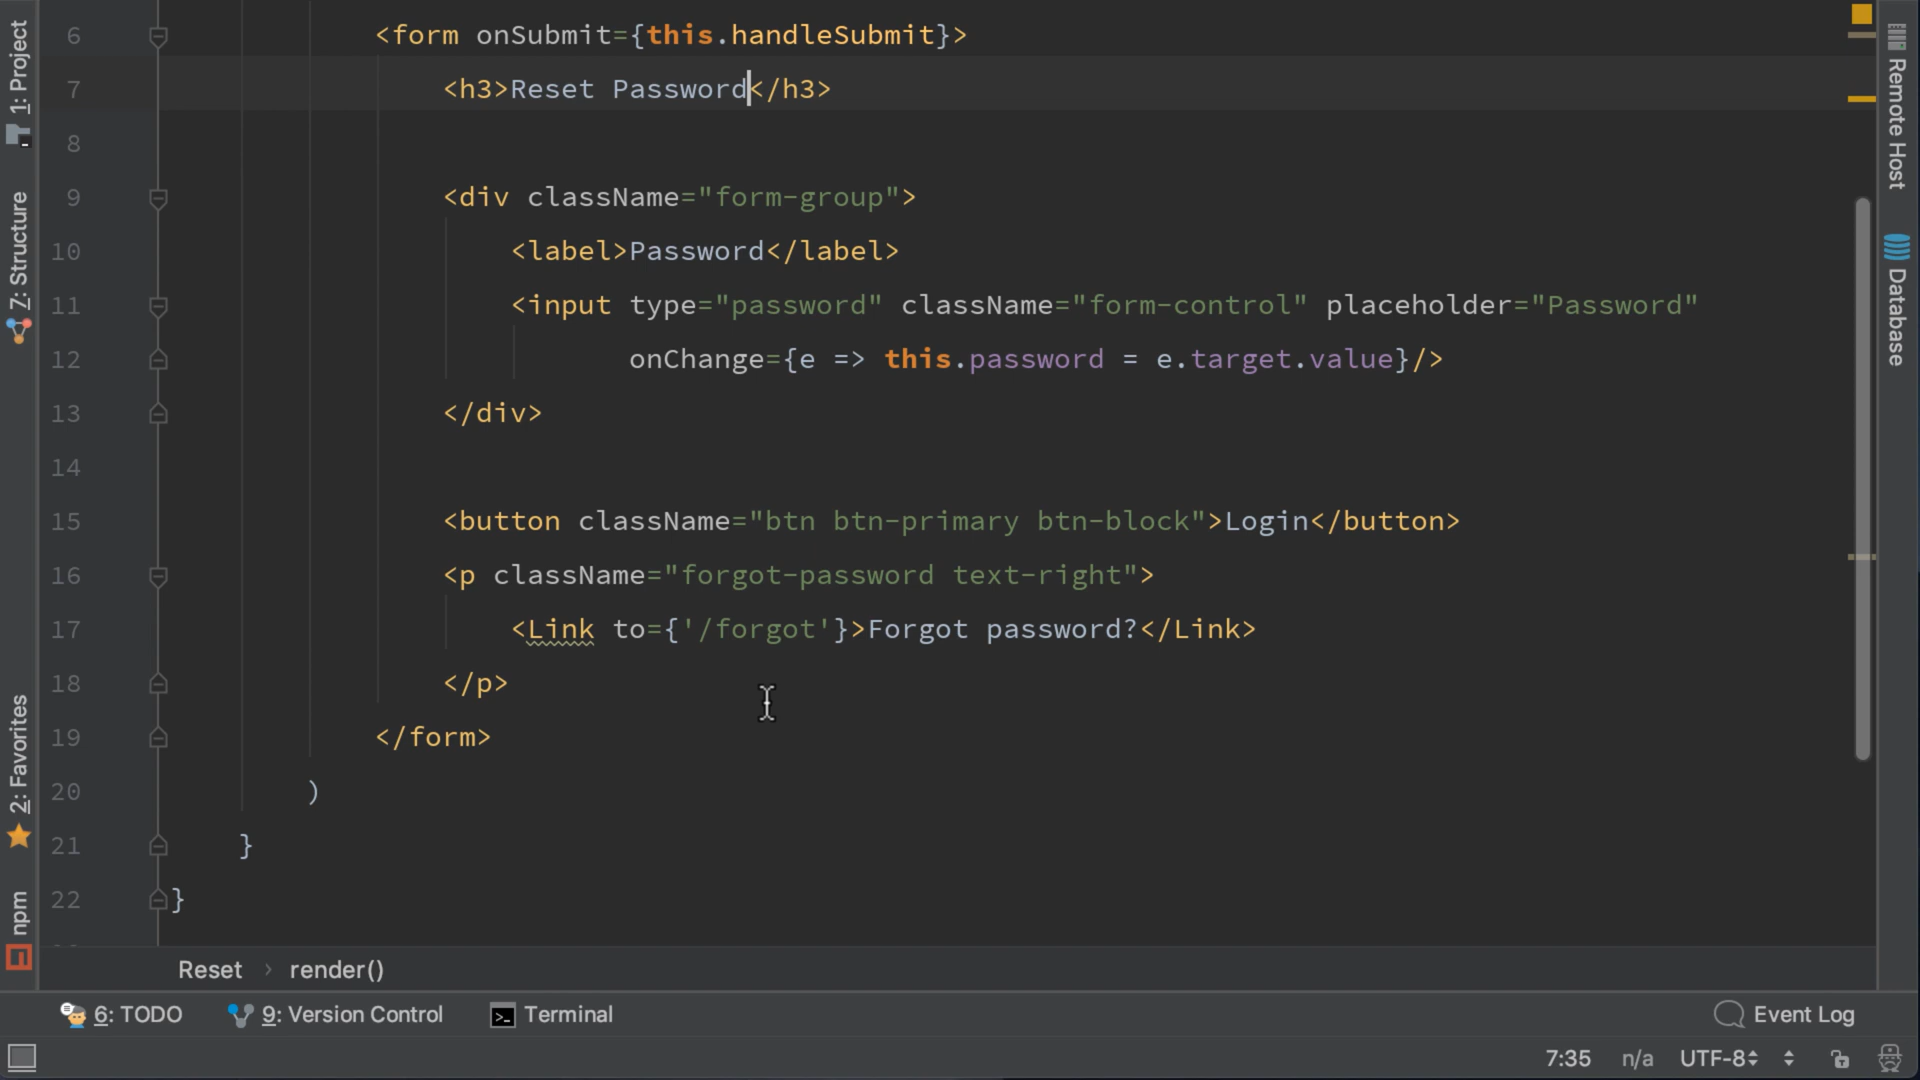 1: Project
7: Structure
2: Favorites
npm
6 <form onSubmit={this.handleSubmit}>
7 <h3>Reset Password</h3>
8
9 <div className="form-group">
10 <label>Password</label>
11 <input type="password" className="form-control" placeholder="Password"
12 onChange={e => this.password = e.target.value}/>
13 </div>
14
15 <button className="btn btn-primary btn-block">Login</button>
16 <p className="forgot-password text-right">
17 <Link to={'/forgot'}>Forgot password?</Link>
18 </p>
19 </form>
20 )
21 }
22 }
Remote Host
Database
Reset › render()
6: TODO 9: Version Control Terminal Event Log
7:35 n/a UTF-8